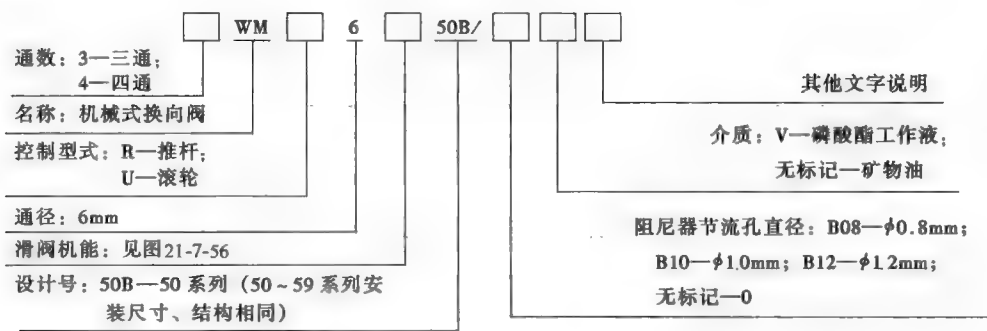 □ WM □ 6 □ 50B/ □ □ □
通数：3—三通；
4—四通
名称：机械式换向阀
控制型式：R—推杆；
U—滚轮
通径：6mm
滑阀机能：见图21-7-56
设计号：50B—50系列（50~59系列安
装尺寸、结构相同）
其他文字说明
介质：V—磷酸酯工作液；
无标记—矿物油
阻尼器节流孔直径：B08—ϕ0.8mm；
B10—ϕ1.0mm；B12—ϕ1.2mm；
无标记—0